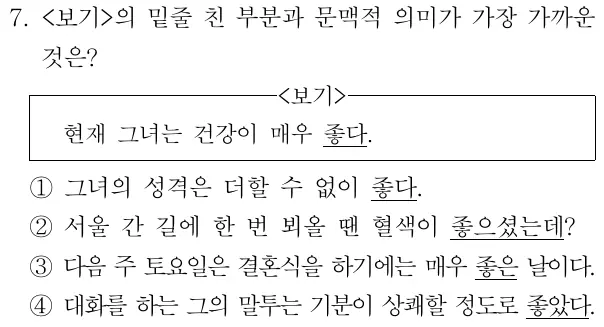 7. <보기>의 밑줄 친 부분과 문맥적 의미가 가장 가까운
것은?
<보기>
현재 그녀는 건강이 매우 좋다.
① 그녀의 성격은 더할 수 없이 좋다.
② 서울 간 길에 한 번 뵈올 땐 혈색이 좋으셨는데?
③ 다음 주 토요일은 결혼식을 하기에는 매우 좋은 날이다.
④ 대화를 하는 그의 말투는 기분이 상쾌할 정도로 좋았다.